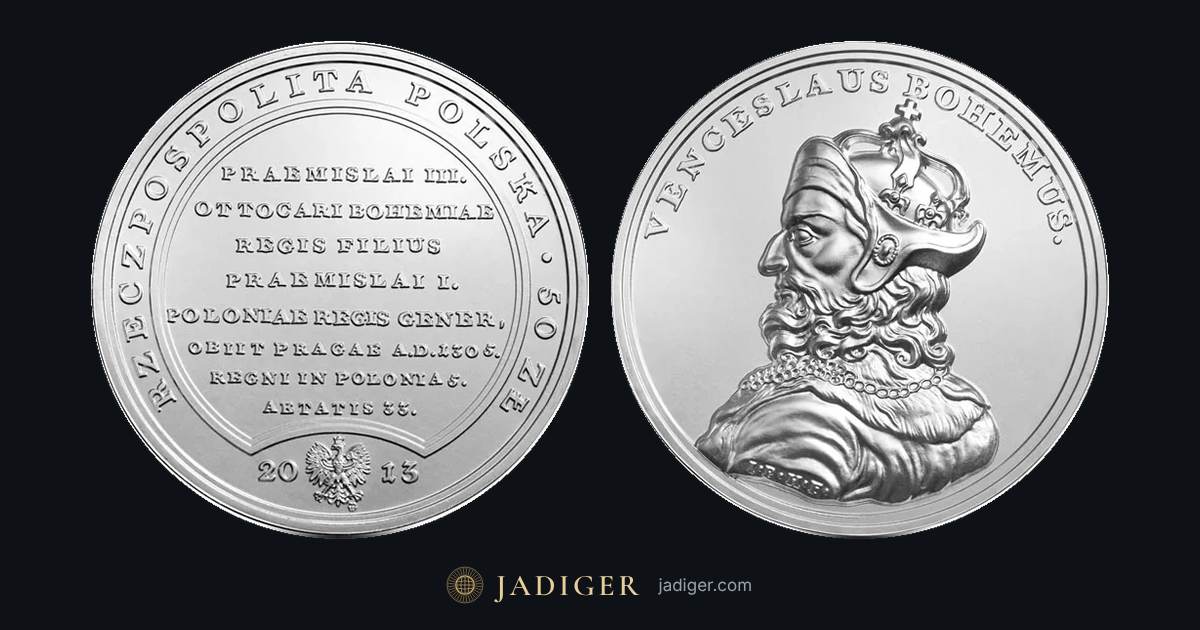 RZECZPOSPOLITA POLSKA · 50 ZŁ
PRAEMISLAI III.
OTTOCARI BOHEMIAE
REGIS FILIUS
PRAEMISLAI I.
POLONIAE REGIS GENER,
OBIIT PRAGAE A.D. 1305.
REGNI IN POLONIA 5.
AETATIS 33.
20 13
VENCESLAUS BOHEMUS.
JADIGER jadiger.com